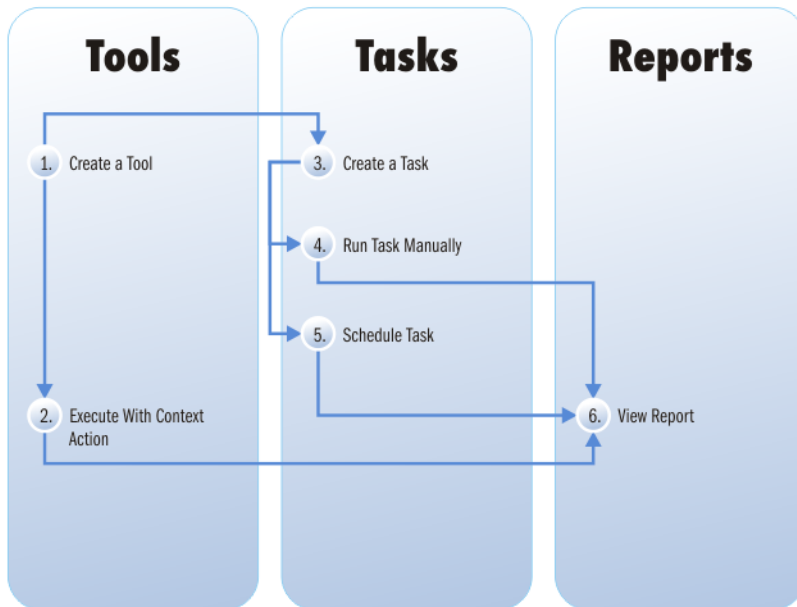 Tools
Tasks
Reports
1. Create a Tool
3. Create a Task
4. Run Task Manually
5. Schedule Task
2. Execute With Context
Action
6. View Report